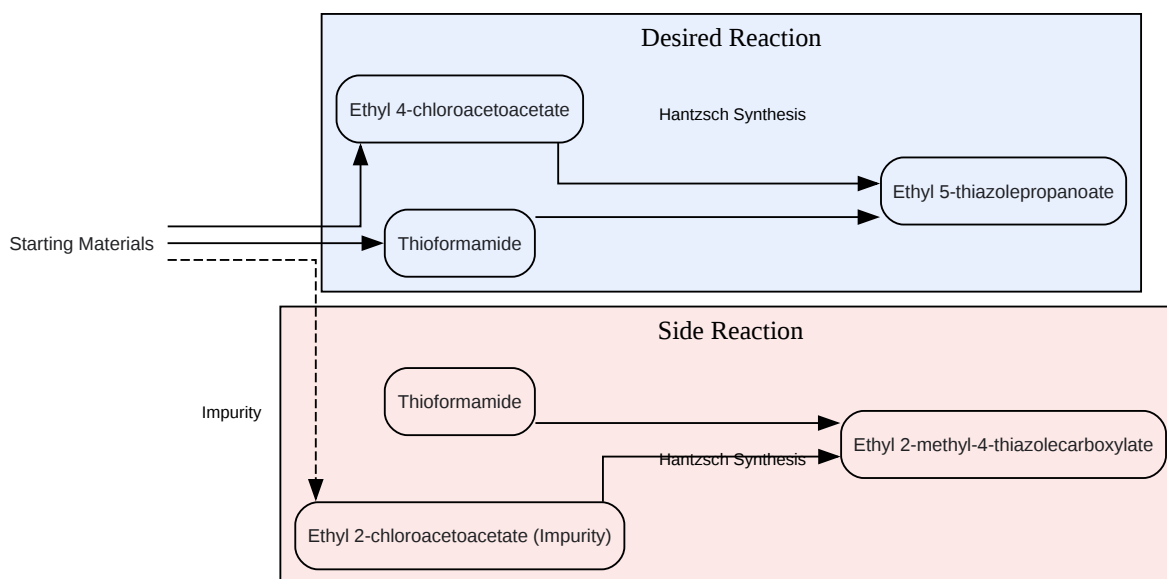 Desired Reaction
Ethyl 4-chloroacetoacetate
Hantzsch Synthesis
Ethyl 5-thiazolepropanoate
Starting Materials
Thioformamide
Side Reaction
Thioformamide
Impurity
Ethyl 2-methyl-4-thiazolecarboxylate
Hantzsch Synthesis
Ethyl 2-chloroacetoacetate (Impurity)